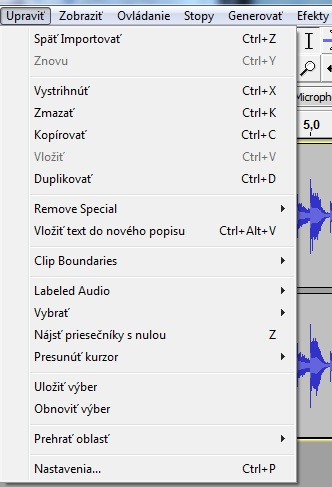 Upraviť Zobraziť Ovládanie Stopy Generovať Efekty
Späť Importovať Ctrl+Z
Znovu Ctrl+Y
Vystrihnúť Ctrl+X
Zmazať Ctrl+K
Kopírovať Ctrl+C
Vložiť Ctrl+V
Duplikovať Ctrl+D
Remove Special
Vložiť text do nového popisu Ctrl+Alt+V
Clip Boundaries
Labeled Audio
Vybrať
Nájsť priesečníky s nulou Z
Presunúť kurzor
Uložiť výber
Obnoviť výber
Prehrať oblasť
Nastavenia... Ctrl+P
Microph
5,0